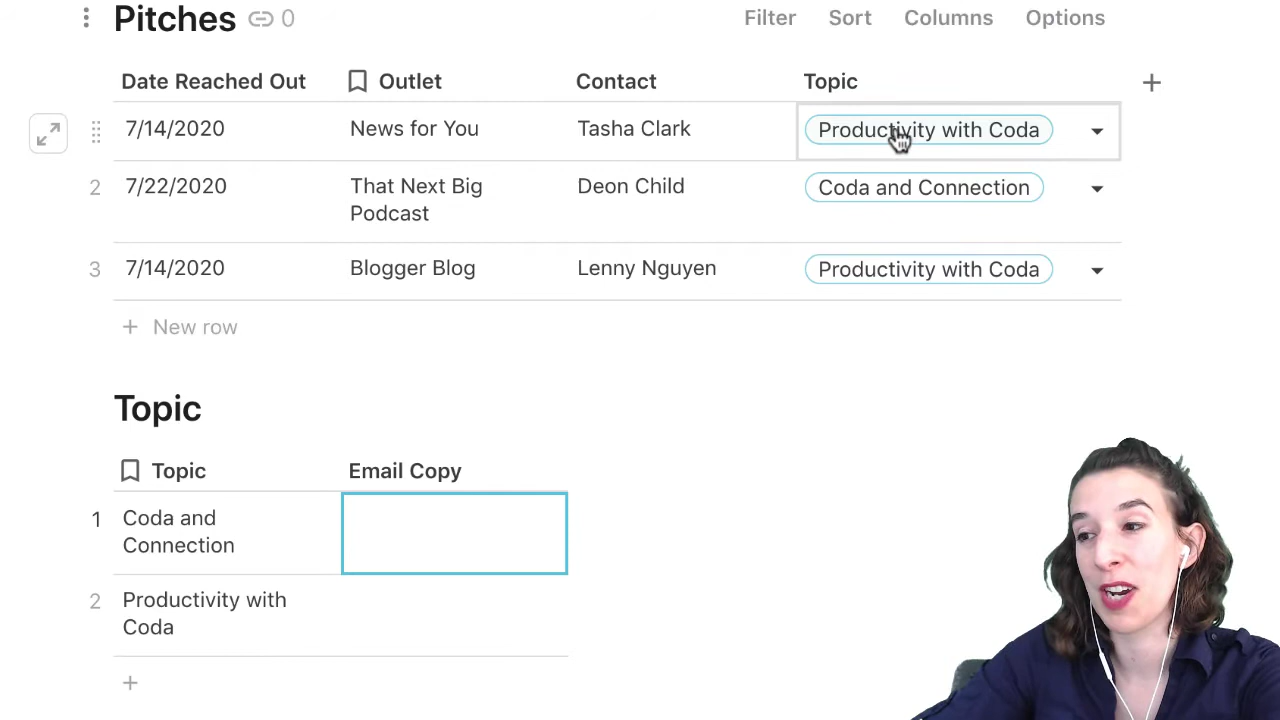 Pitches 0 Filter Sort Columns Options
Date Reached Out Outlet Contact Topic +
7/14/2020 News for You Tasha Clark Productivity with Coda
2 7/22/2020 That Next Big Deon Child Coda and Connection
Podcast
3 7/14/2020 Blogger Blog Lenny Nguyen Productivity with Coda
+ New row
Topic
Topic Email Copy
1 Coda and
Connection
2 Productivity with
Coda
+